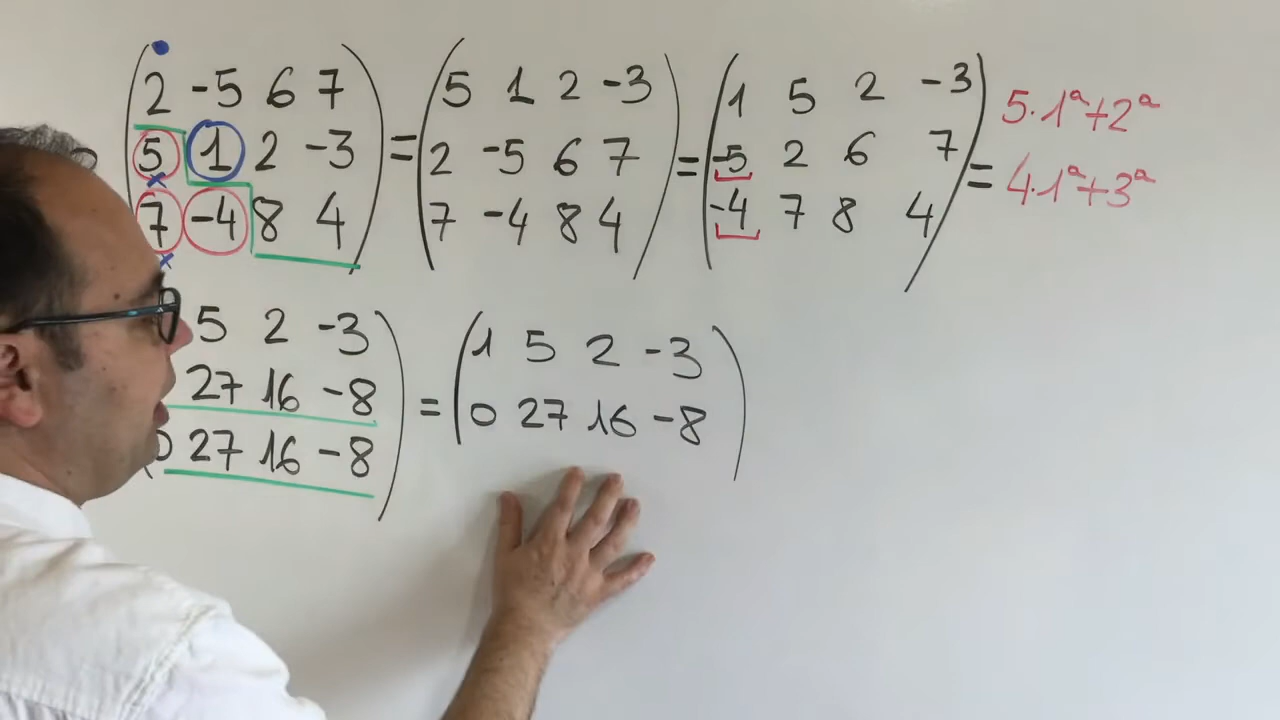 2 -5 6 7
5 1 2 -3
7 -4 8 4
=
5 1 2 -3
2 -5 6 7
7 -4 8 4
=
1 5 2 -3
-5 2 6 7
-4 7 8 4
=
5·1ª+2ª
4·1ª+3ª
5 2 -3
27 16 -8
0 27 16 -8
=
1 5 2 -3
0 27 16 -8